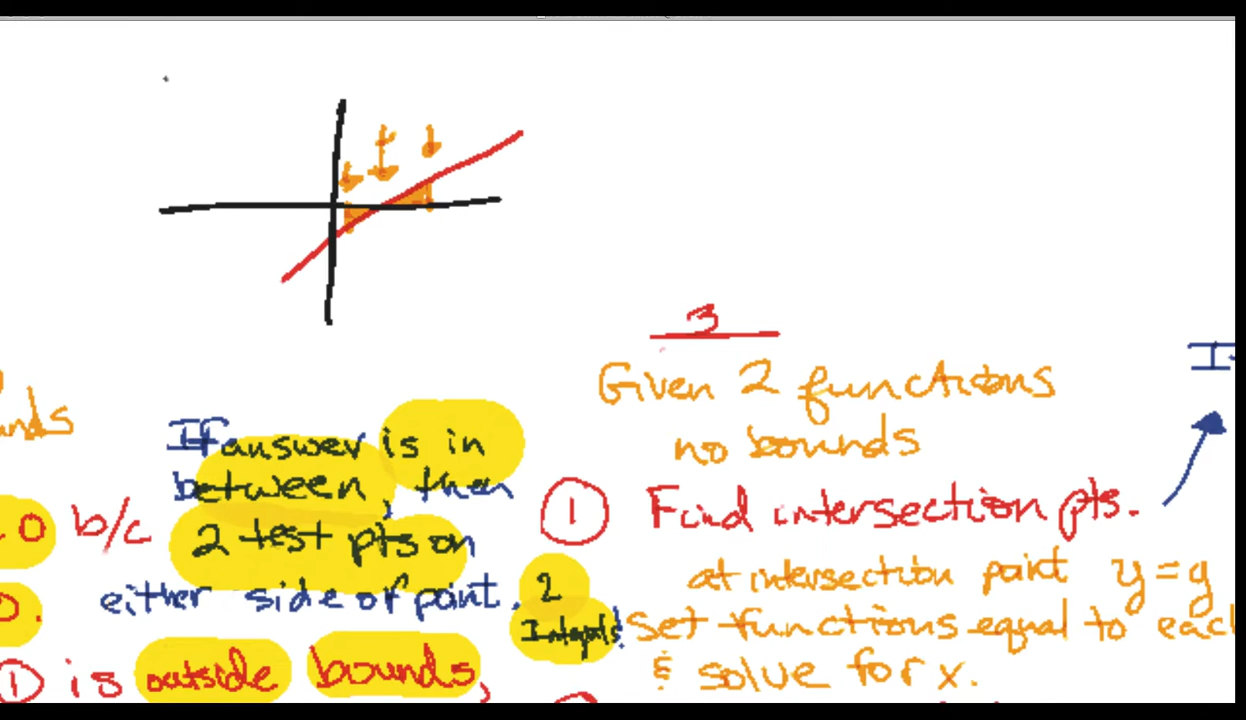 If answer is in
between, then
2 test pts on
either side of point. 2
Integrals!
0 b/c
is outside bounds,
3
Given 2 functions
no bounds
① Find intersection pts.
at intersection point y = y
Set functions equal to each
& solve for x.